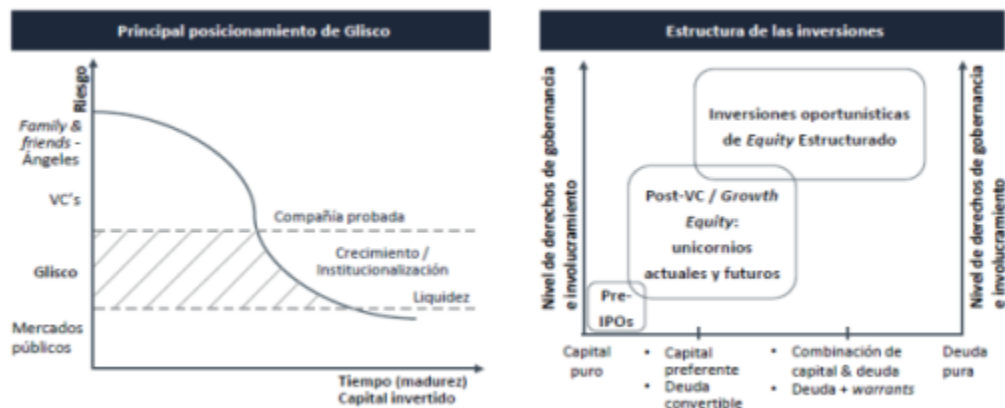 Principal posicionamiento de Glisco
Riesgo
Family &
friends -
Ángeles
VC's
Compañía probada
Crecimiento /
Institucionalización
Glisco
Liquidez
Mercados
públicos
Tiempo (madurez)
Capital invertido
Estructura de las inversiones
Nivel de derechos de gobernancia
e involucramiento
Inversiones oportunísticas
de Equity Estructurado
Post-VC / Growth
Equity:
unicornios
actuales y futuros
Pre-
IPOs
Nivel de derechos de gobernancia
e involucramiento
Capital
puro
• Capital
preferente
• Deuda
convertible
• Combinación de
capital & deuda
• Deuda + warrants
Deuda
pura